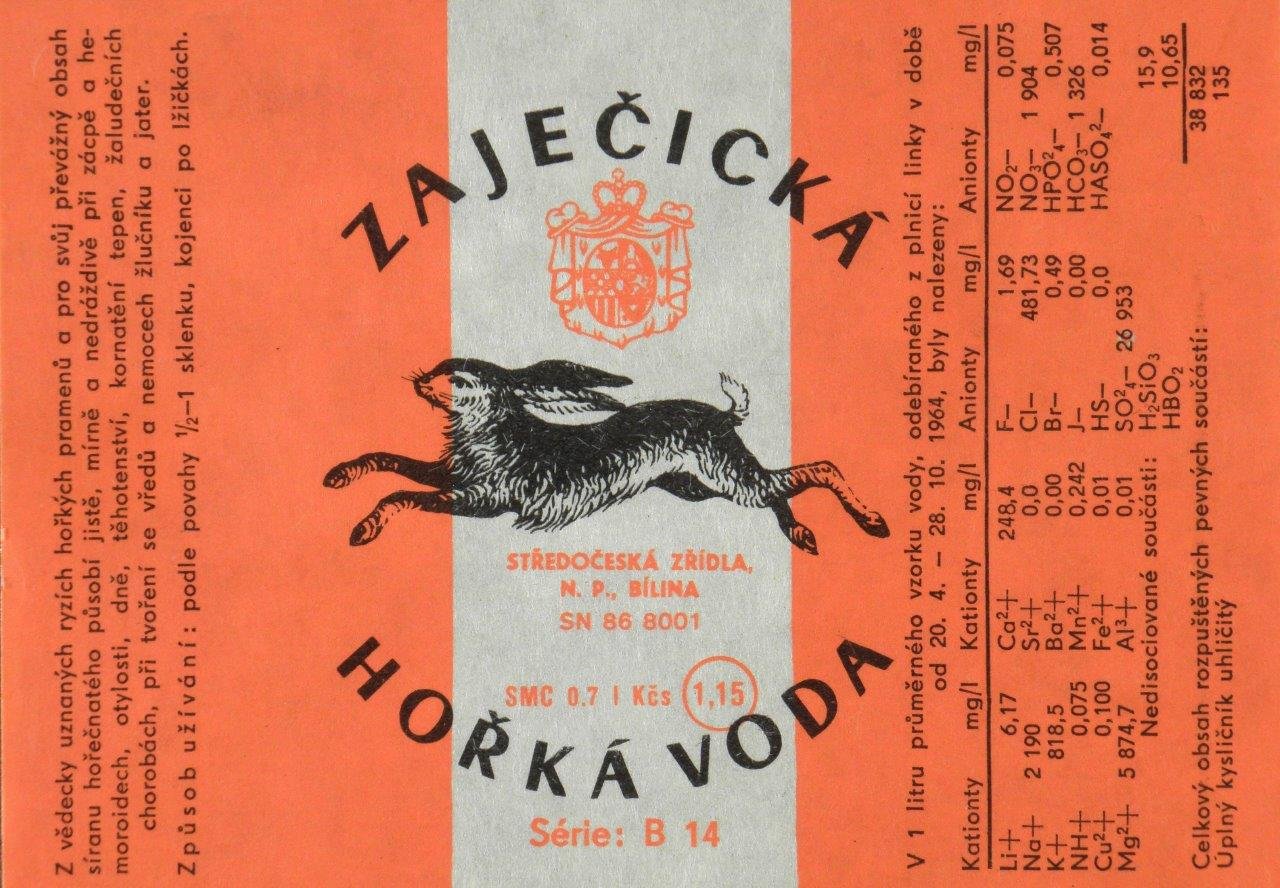 Z vědecky uznaných ryzích hořkých pramenů a pro svůj převážný obsah
síranu hořečnatého působí jistě, mírně a nedráždivě při zácpě a he-
moroidech, otylosti, dně, těhotenství, kornatění tepen, žaludečních
chorobách, při tvoření se vředů a nemocech žlučníku a jater.
Způsob užívání: podle povahy ½—1 sklenku, kojenci po lžičkách.
ZAJEČICKÁ
STŘEDOČESKÁ ZŘÍDLA,
N. P., BÍLINA
SN 86 8001
SMC 0.7 l Kčs 1,15
HOŘKÁ VODA
Série: B 14
V 1 litru průměrného vzorku vody, odebíraného z plnicí linky v době
od 20. 4. — 28. 10. 1964, byly nalezeny:
Kationty mg/l Kationty mg/l Anionty mg/l Anionty mg/l
Li+ 6,17 Ca2+ 248,4 F— 1,69 NO2— 0,075
Na+ 2 190 Sr2+ 0,0 Cl— 481,73 NO3— 1 904
K+ 818,5 Ba2+ 0,00 Br— 0,49 HPO24— 0,507
NH+ 0,075 Mn2+ 0,242 J— 0,00 HCO3— 1 326
Cu2+ 0,100 Fe2+ 0,01 HS— 0,0 HASO42— 0,014
Mg2+ 5 874,7 Al3+ 0,01 SO24— 26 953
Nedisociované součásti: H2SiO3 15,9
HBO2 10,65
Celkový obsah rozpuštěných pevných součástí: 38 832
Úplný kysličník uhličitý 135